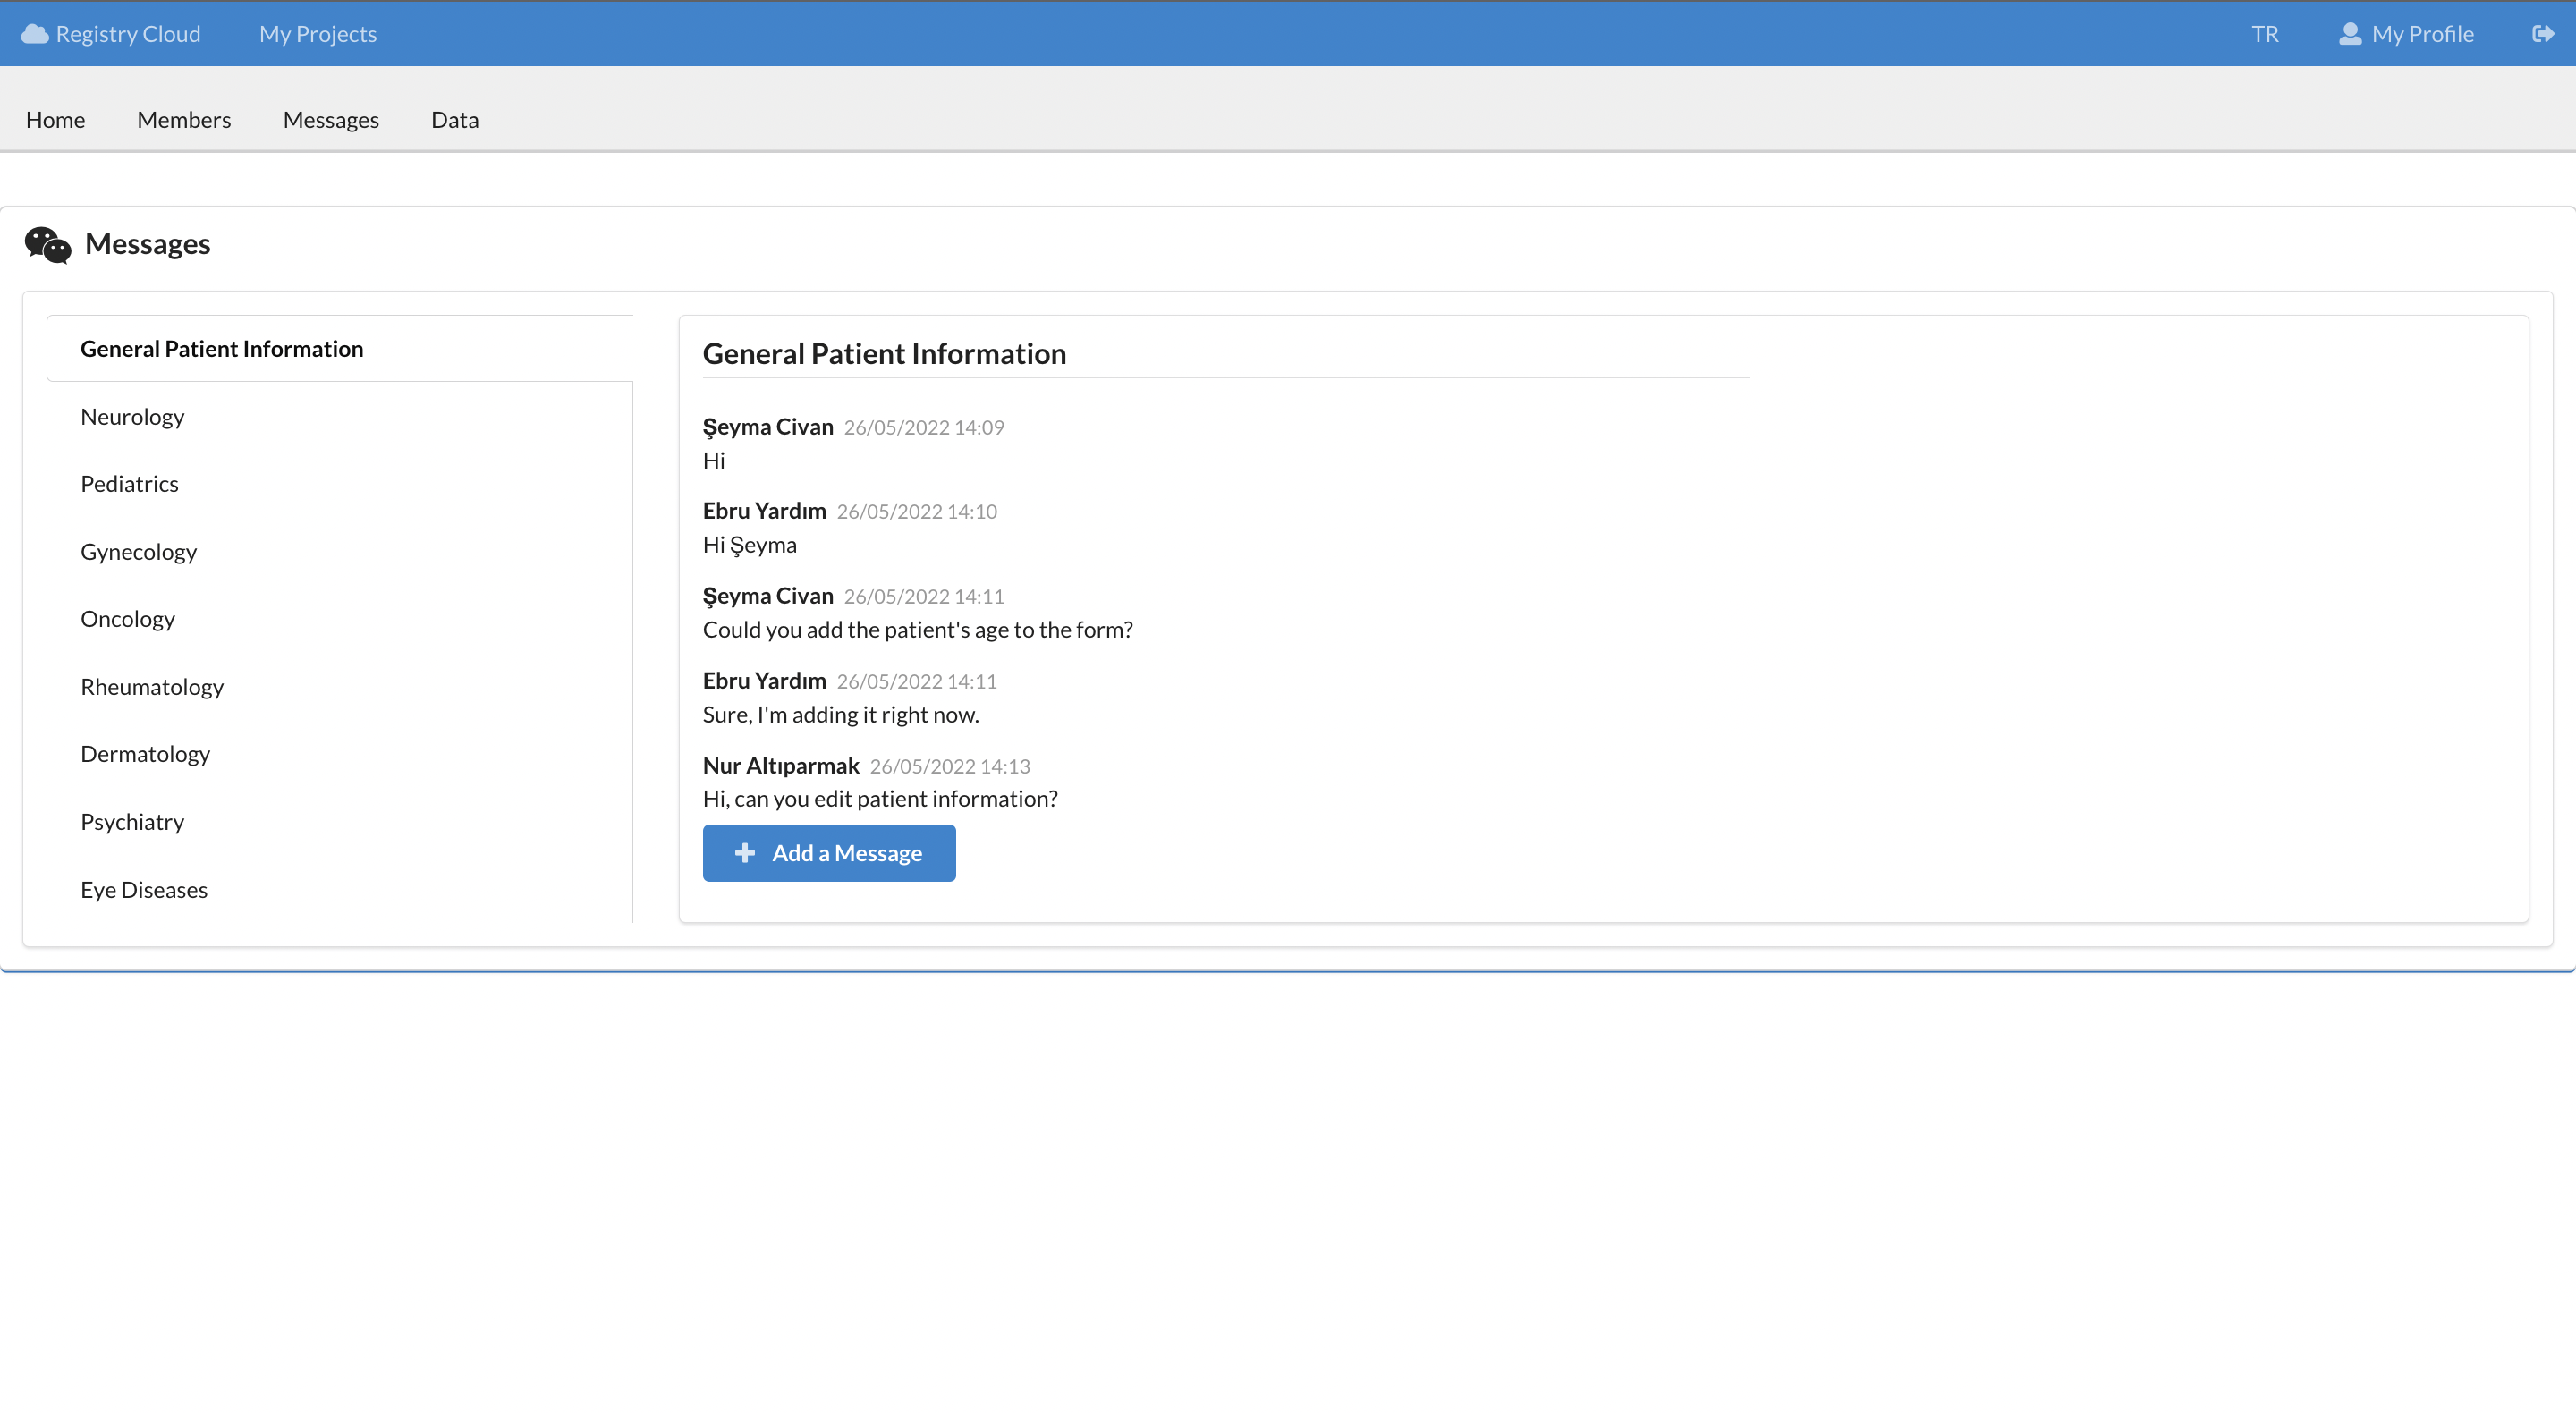 Registry Cloud My Projects TR My Profile
Home Members Messages Data
Messages
General Patient Information
Neurology
Pediatrics
Gynecology
Oncology
Rheumatology
Dermatology
Psychiatry
Eye Diseases
General Patient Information
Şeyma Civan 26/05/2022 14:09
Hi
Ebru Yardım 26/05/2022 14:10
Hi Şeyma
Şeyma Civan 26/05/2022 14:11
Could you add the patient's age to the form?
Ebru Yardım 26/05/2022 14:11
Sure, I'm adding it right now.
Nur Altıparmak 26/05/2022 14:13
Hi, can you edit patient information?
Add a Message